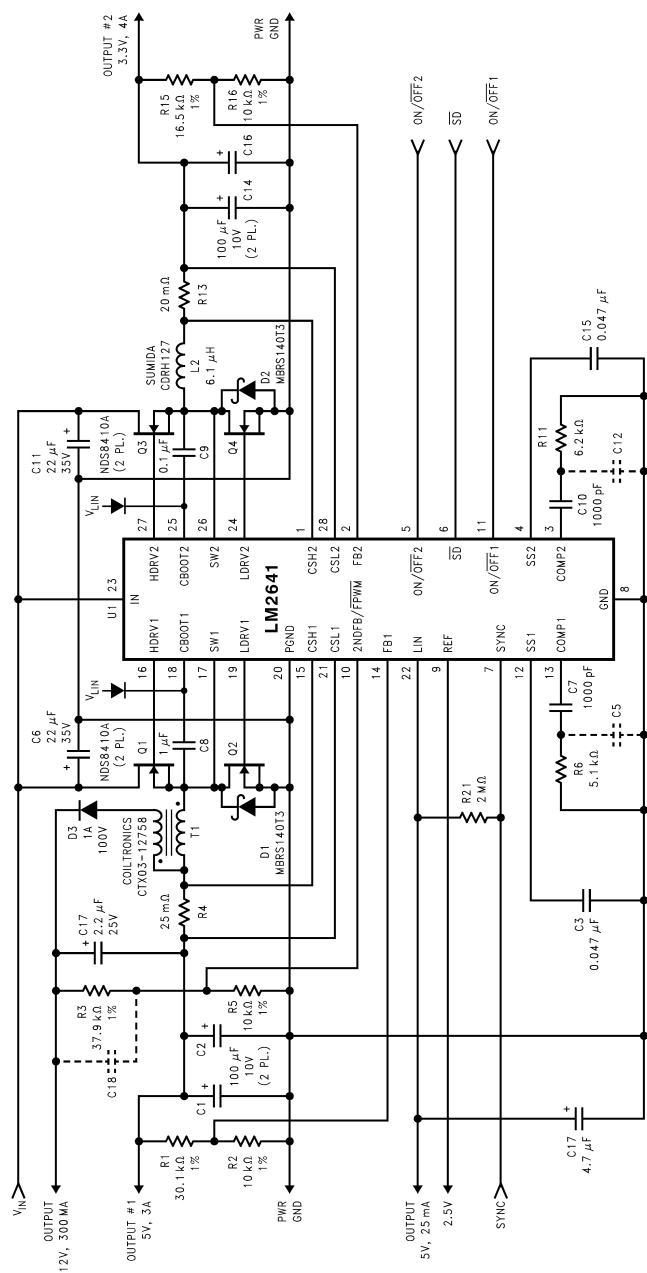 VIN
OUTPUT
12V, 300 MA
OUTPUT #1
5V, 3A
PWR
GND
OUTPUT
5V, 25 mA
2.5V
SYNC
C18
R3
37.9 kΩ
1%
C17
2.2 µF
25V
+
D3
1A
100V
COILTRONICS
CTX03-12758
T1
25 mΩ
R4
R1
30.1 kΩ
1%
R2
10 kΩ
1%
C1
+
C2
+
100 µF
10V
(2 PL.)
R5
10 kΩ
1%
C6
22 µF
35V
+
NDS8410A
(2 PL.)
Q1
1 µF
C8
Q2
D1
MBRS140T3
VLIN
R21
2 MΩ
C17
4.7 µF
+
C3
0.047 µF
R6
5.1 kΩ
C5
C7
1000 pF
U1
LM2641
23
IN
16
HDRV1
18
CBOOT1
17
SW1
19
LDRV1
20
PGND
15
CSH1
21
CSL1
10
2NDFB/FPWM
14
FB1
22
LIN
9
REF
7
SYNC
12
SS1
13
COMP1
GND
8
HDRV2
27
CBOOT2
25
SW2
26
LDRV2
24
CSH2
1
CSL2
28
FB2
2
ON/OFF2
5
SD
6
ON/OFF1
11
SS2
4
COMP2
3
VLIN
C11
22 µF
35V
+
NDS8410A
(2 PL.)
Q3
0.1 µF
C9
Q4
D2
MBRS140T3
SUMIDA
CDRH127
L2
6.1 µH
20 mΩ
R13
C14
100 µF
10V
(2 PL.)
+
C16
+
R15
16.5 kΩ
1%
R16
10 kΩ
1%
OUTPUT #2
3.3V, 4A
PWR
GND
ON/OFF2
SD
ON/OFF1
C10
1000 pF
R11
6.2 kΩ
C12
C15
0.047 µF